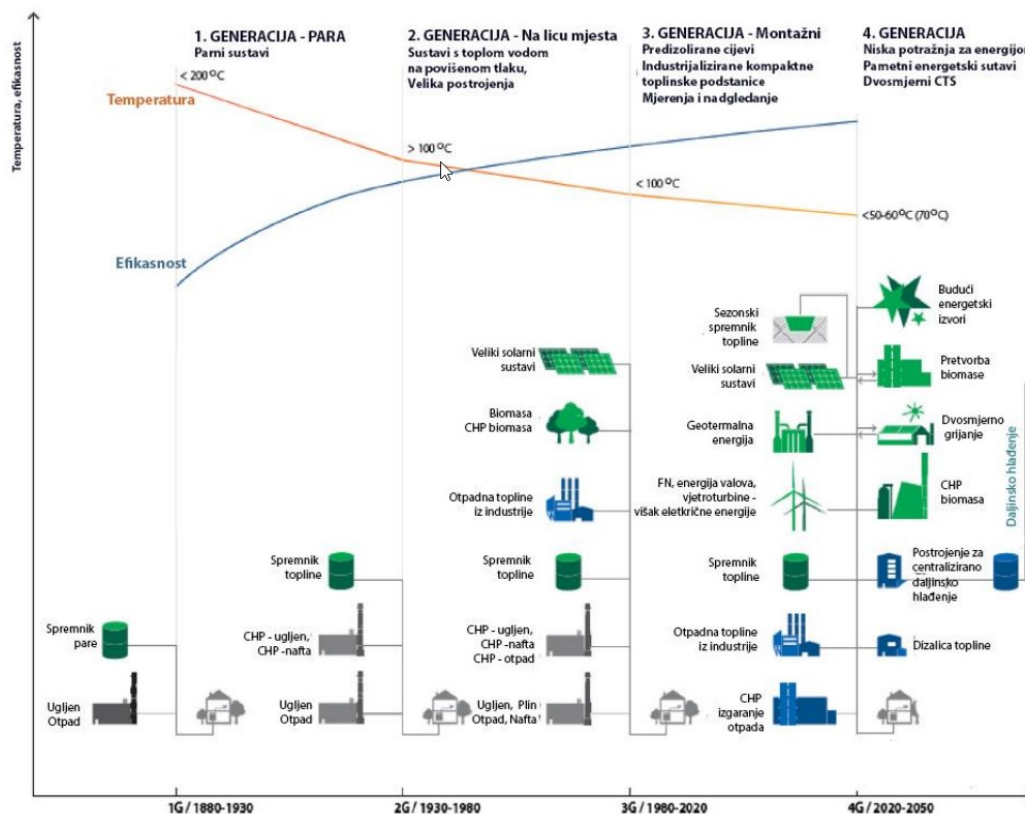 1. GENERACIJA - PARA
Parni sustavi
2. GENERACIJA - Na licu mjesta
Sustavi s toplom vodom
na povišenom tlaku,
Velika postrojenja
3. GENERACIJA - Montažni
Predizolirane cijevi
Industrijalizirane kompaktne
toplinske podstanice
Mjerenja i nadgledanje
4. GENERACIJA
Niska potražnja za energijom
Pametni energetski sutavi
Dvosmjerni CTS
Temperatura, efikasnost
< 200°C
Temperatura
> 100 °C
< 100 °C
<50-60°C (70°C)
Efikasnost
Veliki solarni
sustavi
Biomasa
CHP biomasa
Otpadna topline
iz industrije
Sezonski
spremnik
topline
Veliki solarni
sustavi
Geotermalna
energija
FN, energija valova,
vjetroturbine -
višak eletkrične energije
Budući
energetski
izvori
Pretvorba
biomase
Dvosmjerno
grijanje
CHP
biomasa
Daljinsko hlađenje
Spremnik
pare
Ugljen
Otpad
Spremnik
topline
CHP - ugljen,
CHP -nafta
Ugljen
Otpad
Spremnik
topline
CHP - ugljen,
CHP -nafta
CHP - otpad
Ugljen, Plin
Otpad, Nafta
Spremnik
topline
Otpadna topline
iz industrije
CHP
izgaranje
otpada
Postrojenje za
centralizirano
daljinsko
hlađenje
Dizalica topline
1G / 1880-1930
2G / 1930-1980
3G / 1980-2020
4G / 2020-2050